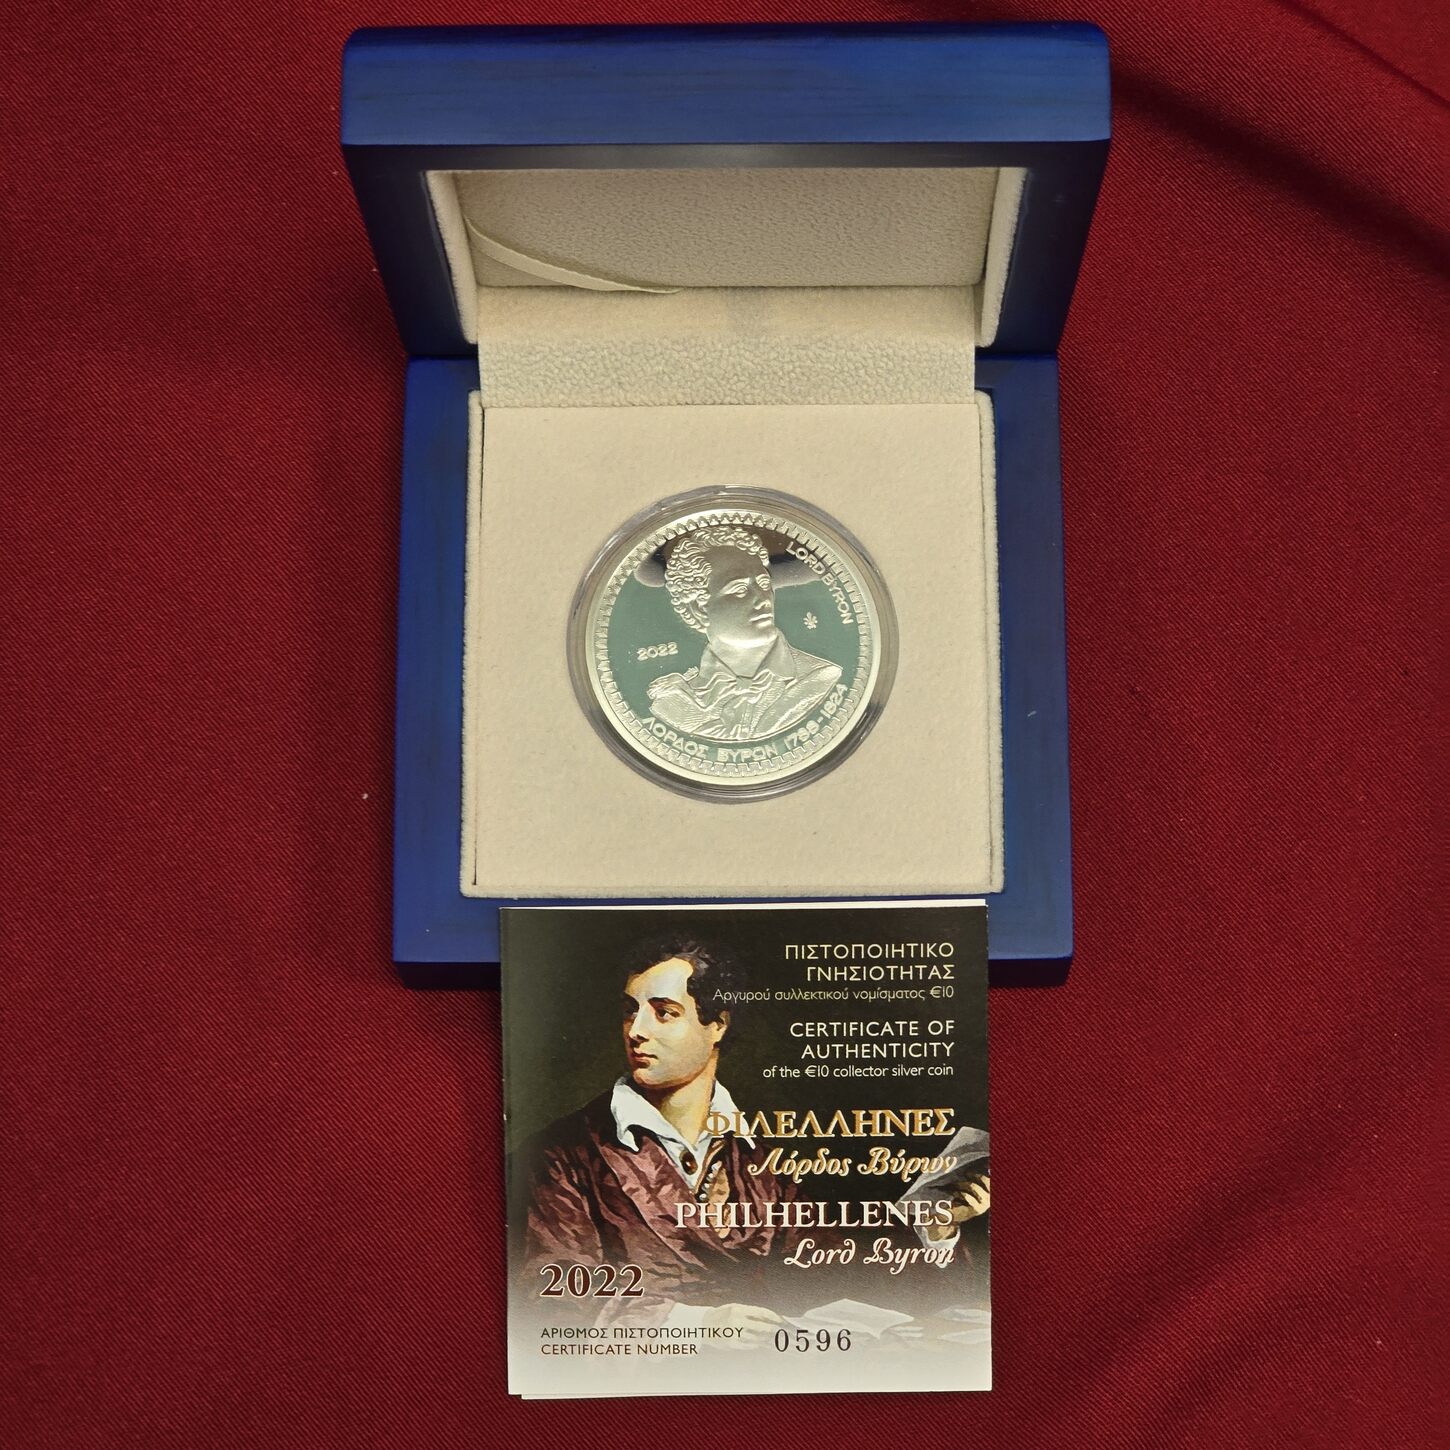 LORD BYRON
2022
ΛΟΡΔΟΣ ΒΥΡΩΝ 1788-1824
ΠΙΣΤΟΠΟΙΗΤΙΚΟ
ΓΝΗΣΙΟΤΗΤΑΣ
Αργυρού συλλεκτικού νομίσματος €10
CERTIFICATE OF
AUTHENTICITY
of the €10 collector silver coin
ΦΙΛΕΛΛΗΝΕΣ
Λόρδος Βύρων
PHILHELLENES
Lord Byron
2022
ΑΡΙΘΜΟΣ ΠΙΣΤΟΠΟΙΗΤΙΚΟΥ
CERTIFICATE NUMBER
0596